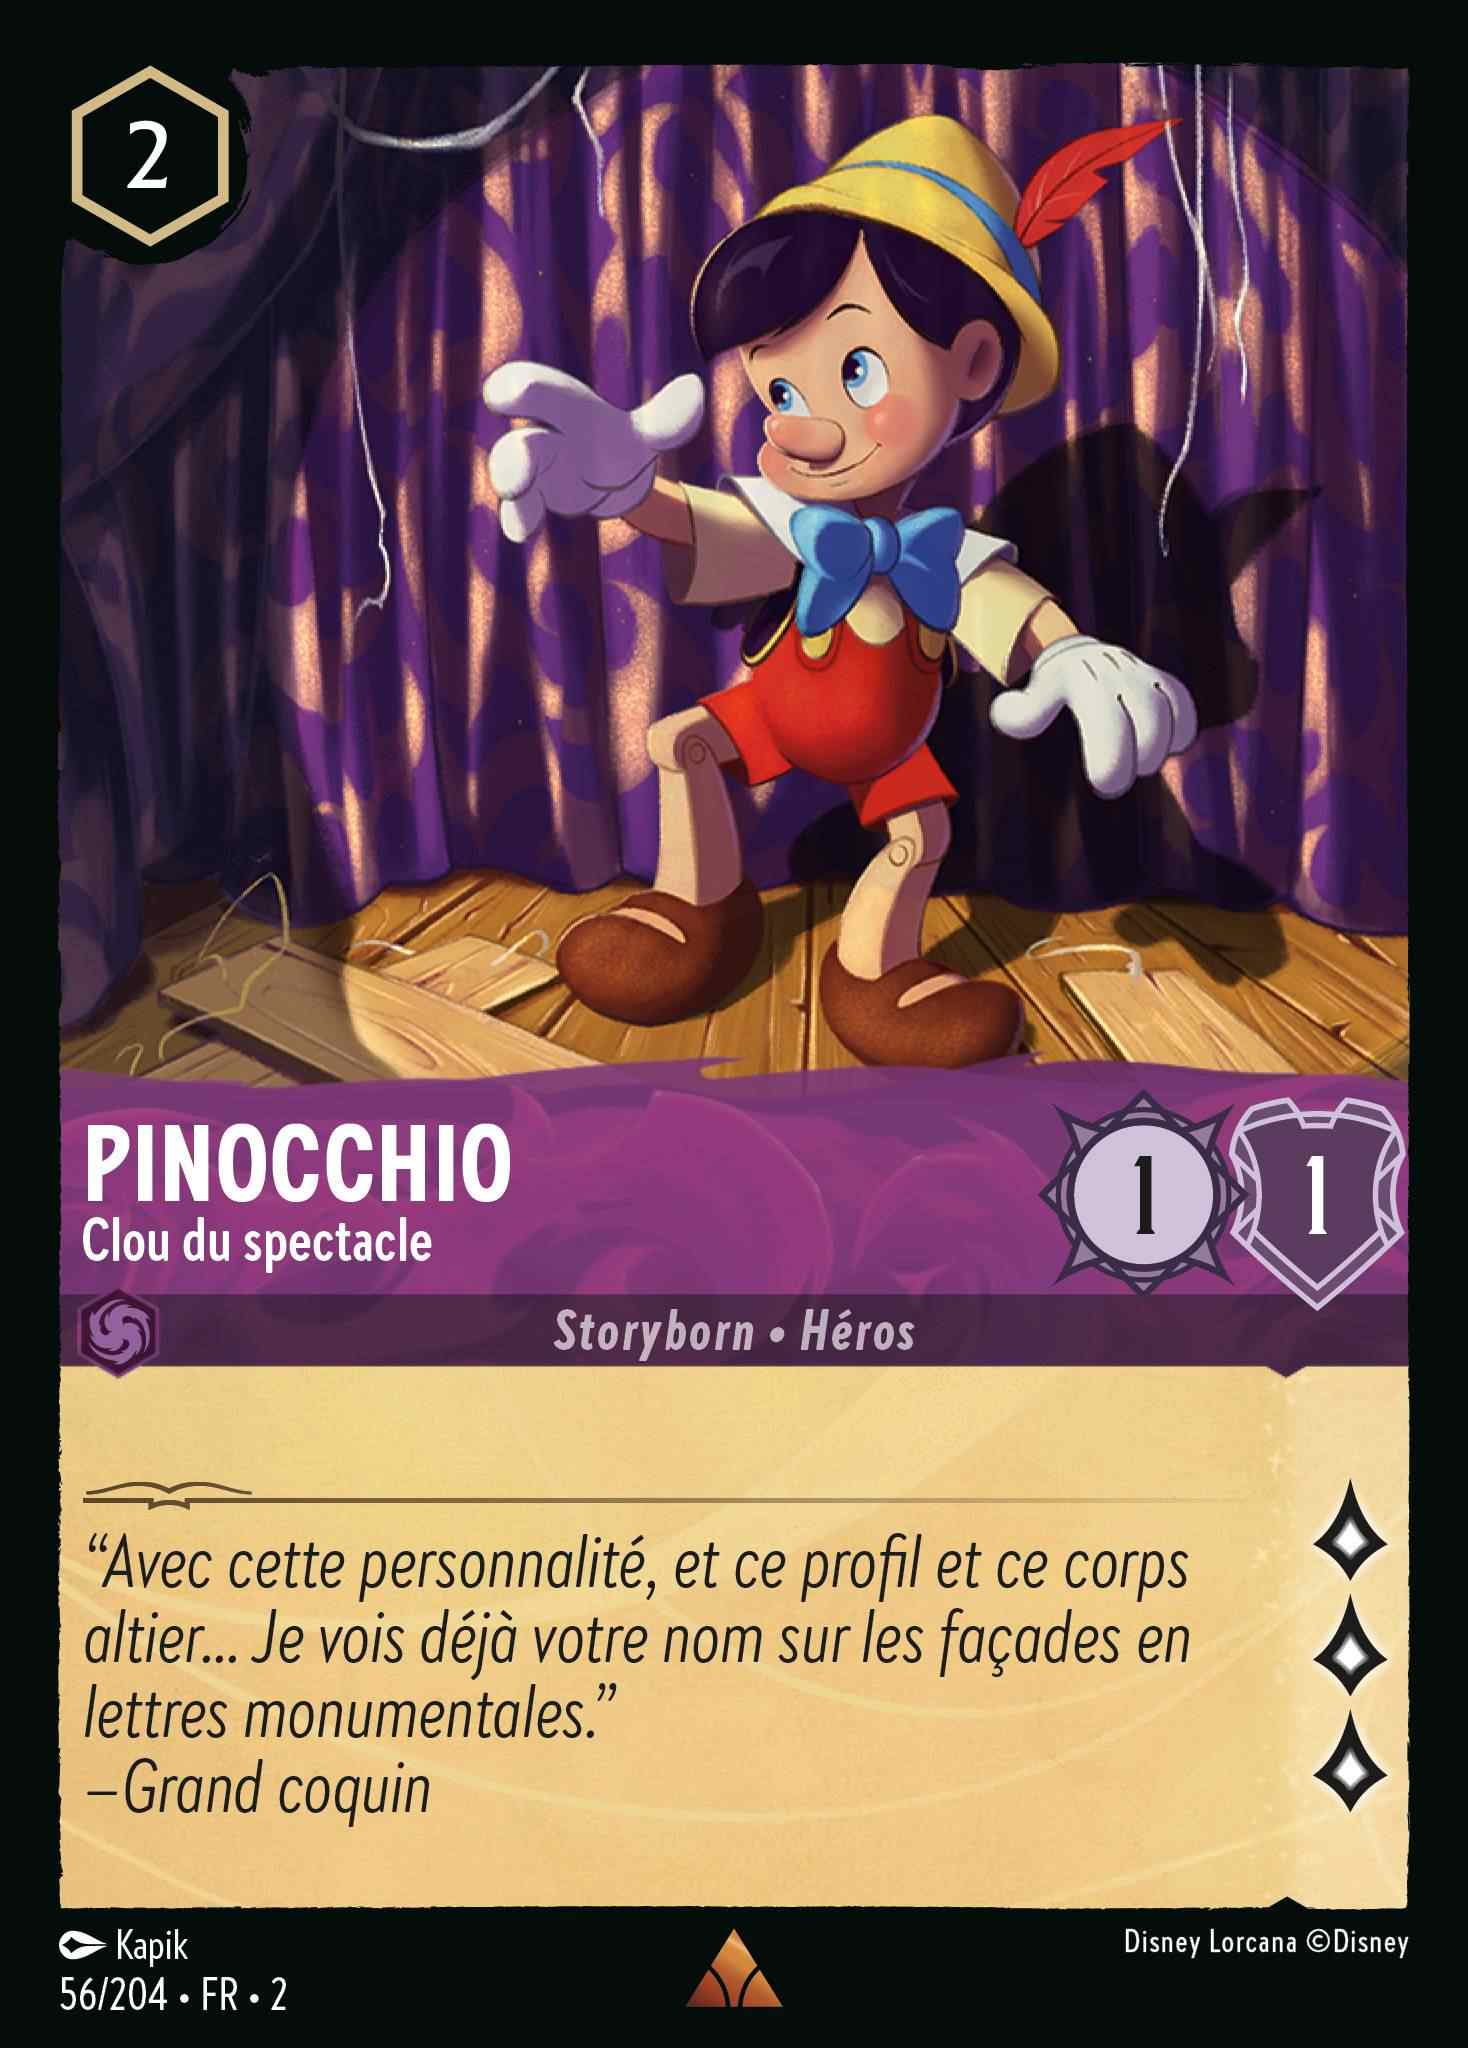 2
PINOCCHIO
Clou du spectacle
1
1
Storyborn • Héros
“Avec cette personnalité, et ce profil et ce corps
altier... Je vois déjà votre nom sur les façades en
lettres monumentales.”
–Grand coquin
Kapik
Disney Lorcana ©Disney
56/204 • FR • 2